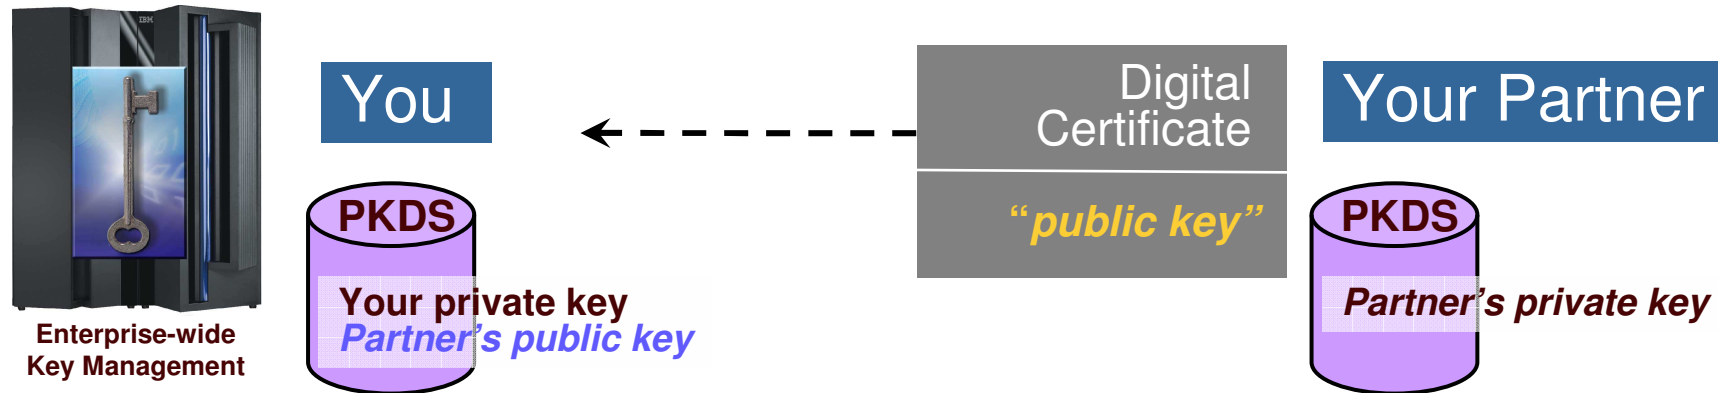 IBM
Enterprise-wide
Key Management
You
PKDS
Your private key
Partner's public key
Digital
Certificate
“public key”
Your Partner
PKDS
Partner’s private key